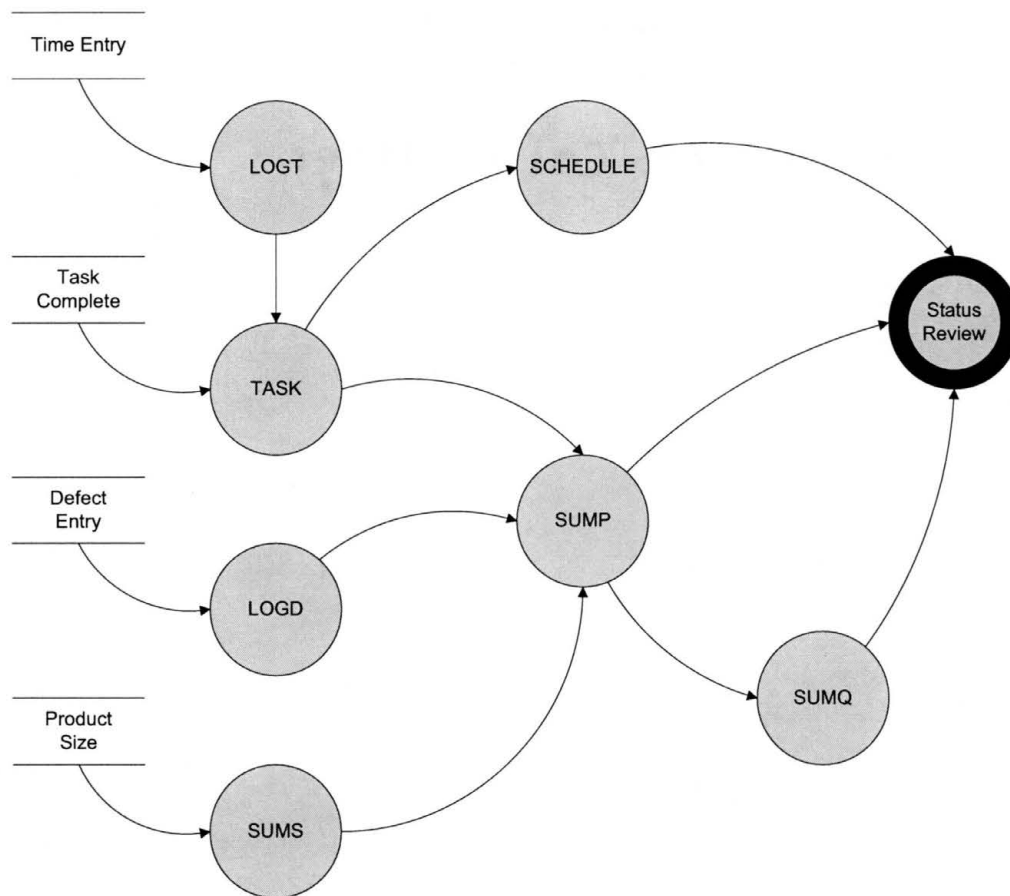 Time Entry
LOGT
SCHEDULE
Task
Complete
Status
Review
TASK
Defect
Entry
SUMP
LOGD
SUMQ
Product
Size
SUMS